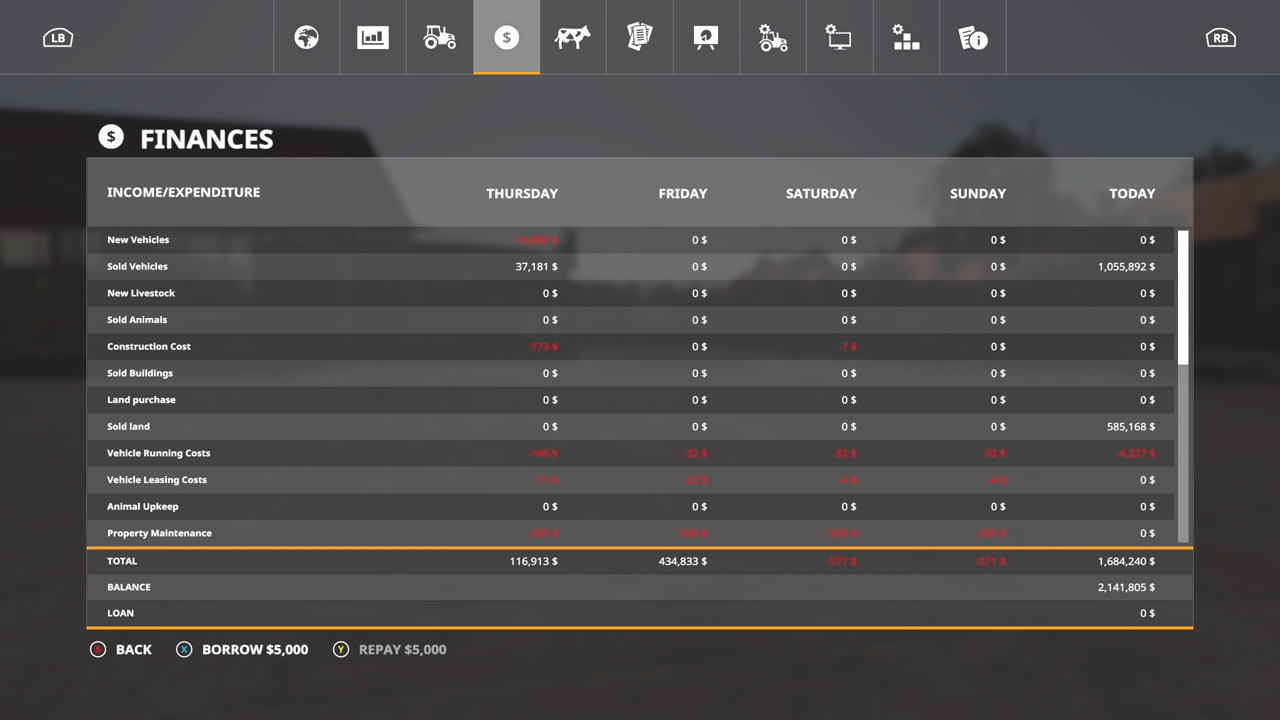 LB
$
RB
$ FINANCES
INCOME/EXPENDITURE THURSDAY FRIDAY SATURDAY SUNDAY TODAY
New Vehicles 0 $ 0 $ 0 $ 0 $
Sold Vehicles 37,181 $ 0 $ 0 $ 0 $ 1,055,892 $
New Livestock 0 $ 0 $ 0 $ 0 $ 0 $
Sold Animals 0 $ 0 $ 0 $ 0 $ 0 $
Construction Cost -173 $ 0 $ -7 $ 0 $ 0 $
Sold Buildings 0 $ 0 $ 0 $ 0 $ 0 $
Land purchase 0 $ 0 $ 0 $ 0 $ 0 $
Sold land 0 $ 0 $ 0 $ 0 $ 585,168 $
Vehicle Running Costs -106 $ -32 $ -32 $ -32 $ -4,227 $
Vehicle Leasing Costs -22 $ 0 $
Animal Upkeep 0 $ 0 $ 0 $ 0 $ 0 $
Property Maintenance 0 $
TOTAL 116,913 $ 434,833 $ -577 $ -571 $ 1,684,240 $
BALANCE 2,141,805 $
LOAN 0 $
B BACK X BORROW $5,000 Y REPAY $5,000